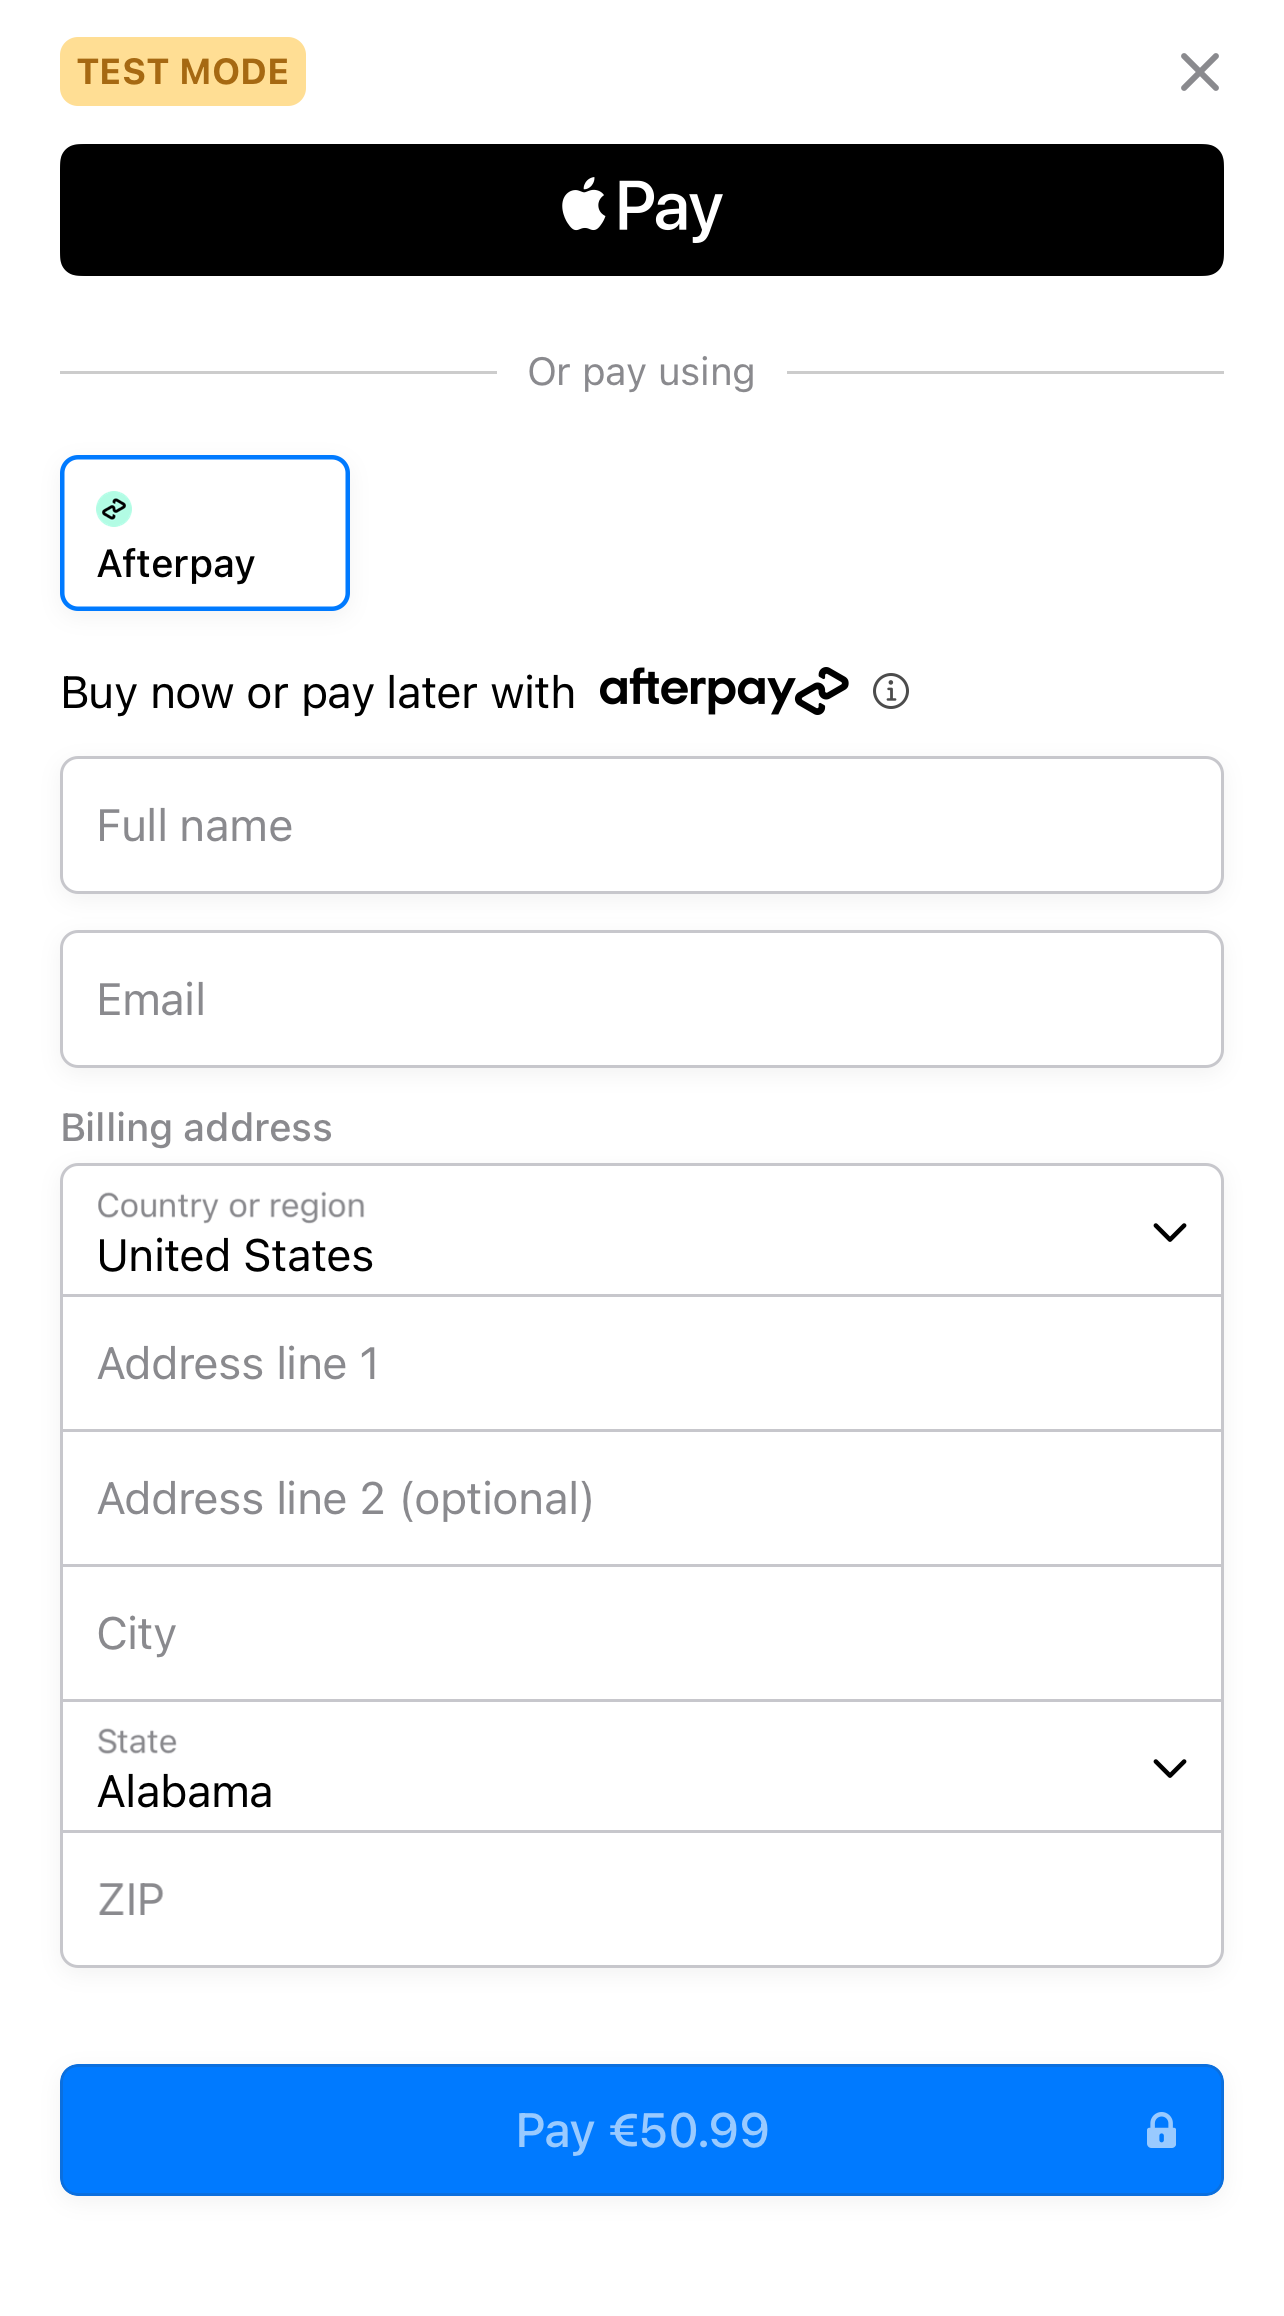 TEST MODE
Pay
Or pay using
Afterpay
Buy now or pay later with afterpay
Full name
Email
Billing address
Country or region
United States
Address line 1
Address line 2 (optional)
City
State
Alabama
ZIP
Pay €50.99